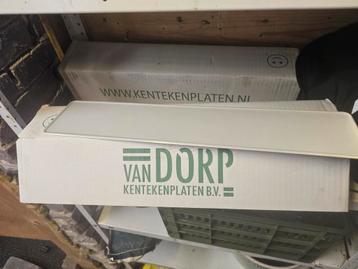 WWW.KENTEKENPLATEN.NL
VAN DORP
KENTEKENPLATEN B.V.